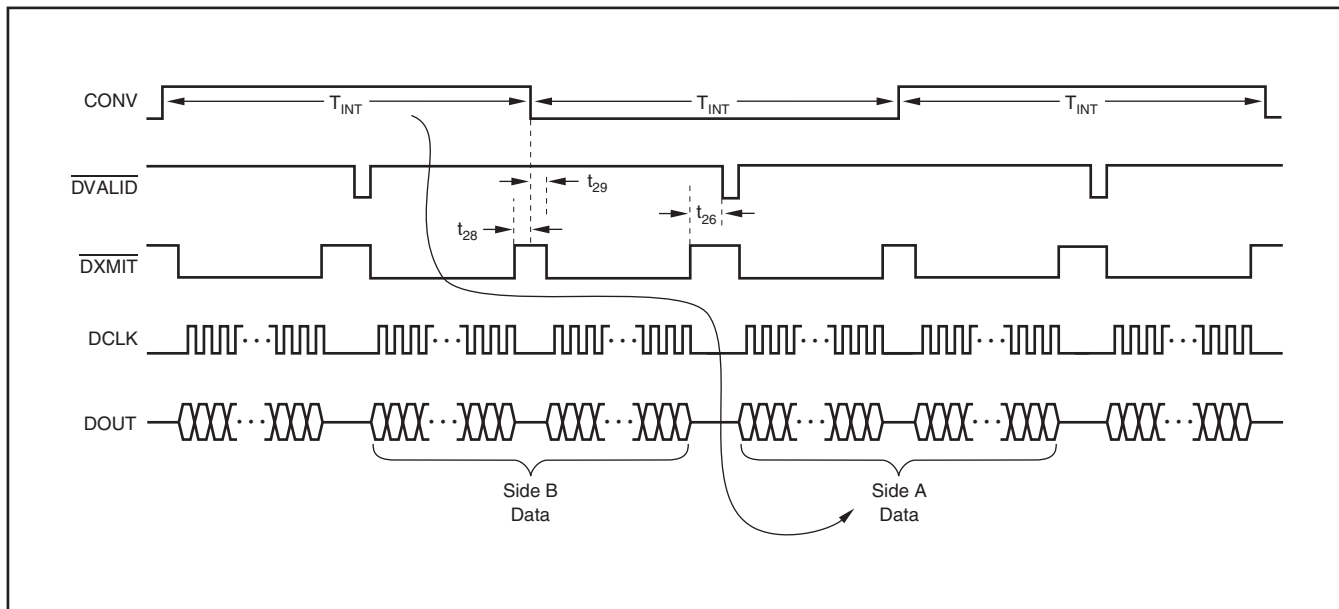 CONV
T_INT
T_INT
T_INT
DVALID
t_29
t_26
t_28
DXMIT
DCLK
DOUT
Side B
Data
Side A
Data